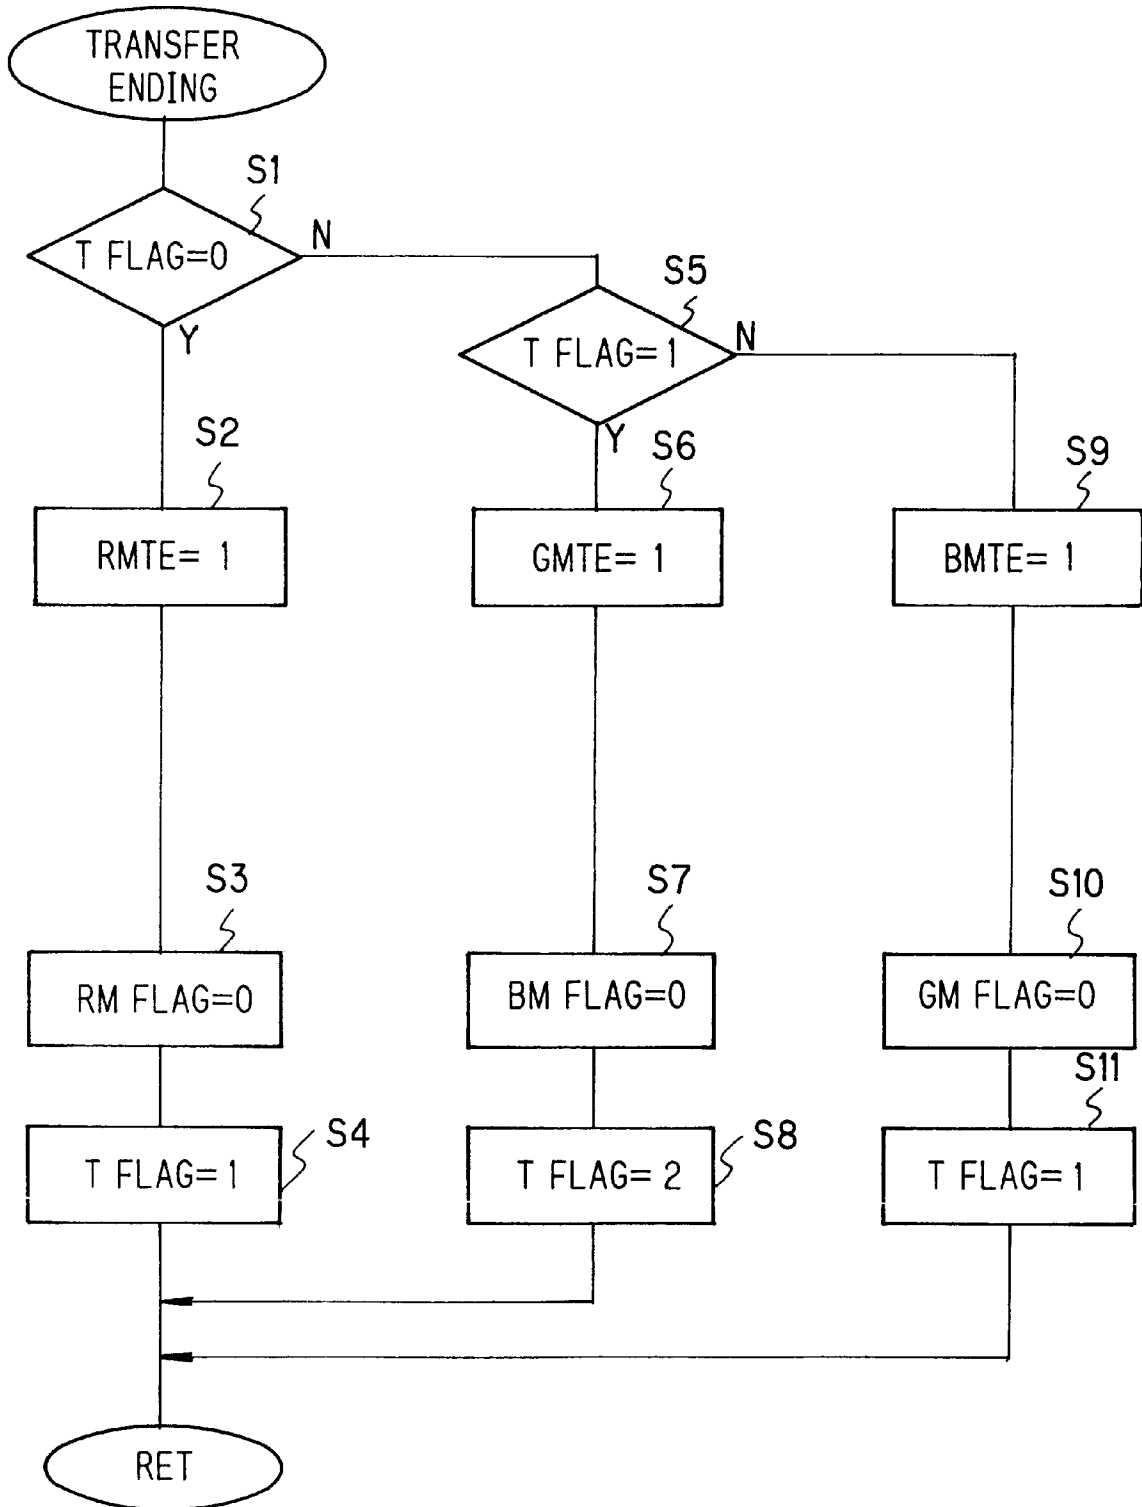 TRANSFER
ENDING
S1
T FLAG=0
N
Y
S5
T FLAG= 1
N
Y
S2
RMTE= 1
S6
GMTE= 1
S9
BMTE= 1
S3
RM FLAG=0
S7
BM FLAG=0
S10
GM FLAG=0
S4
T FLAG= 1
S8
T FLAG= 2
S11
T FLAG= 1
RET